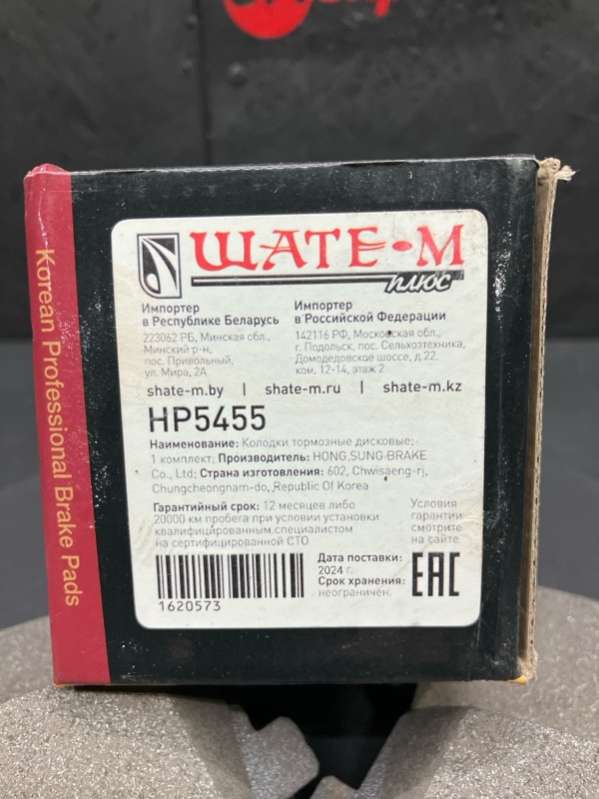 Korean Professional Brake Pads
ШАТЕ-М
плюс
Импортер
в Республике Беларусь
223062 РБ, Минская обл.,
Минский р-н,
пос. Привольный,
ул. Мира, 2А
Импортер
в Российской Федерации
142116 РФ, Московская обл.,
г. Подольск, пос. Сельхозтехника,
Домодедовское шоссе, д.22,
ком. 12-14, этаж 2
shate-m.by | shate-m.ru | shate-m.kz
HP5455
Наименование: Колодки тормозные дисковые;
1 комплект; Производитель: HONG SUNG BRAKE
Co., Ltd; Страна изготовления: 602, Chwisaeng-rj,
Chungcheongnam-do, Republic Of Korea
Гарантийный срок: 12 месяцев либо
20000 км пробега при условии установки
квалифицированным специалистом
на сертифицированной СТО
Условия
гарантии
смотрите
на сайте
1620573
Дата поставки:
2024 г.
Срок хранения:
неограничен.
EAC